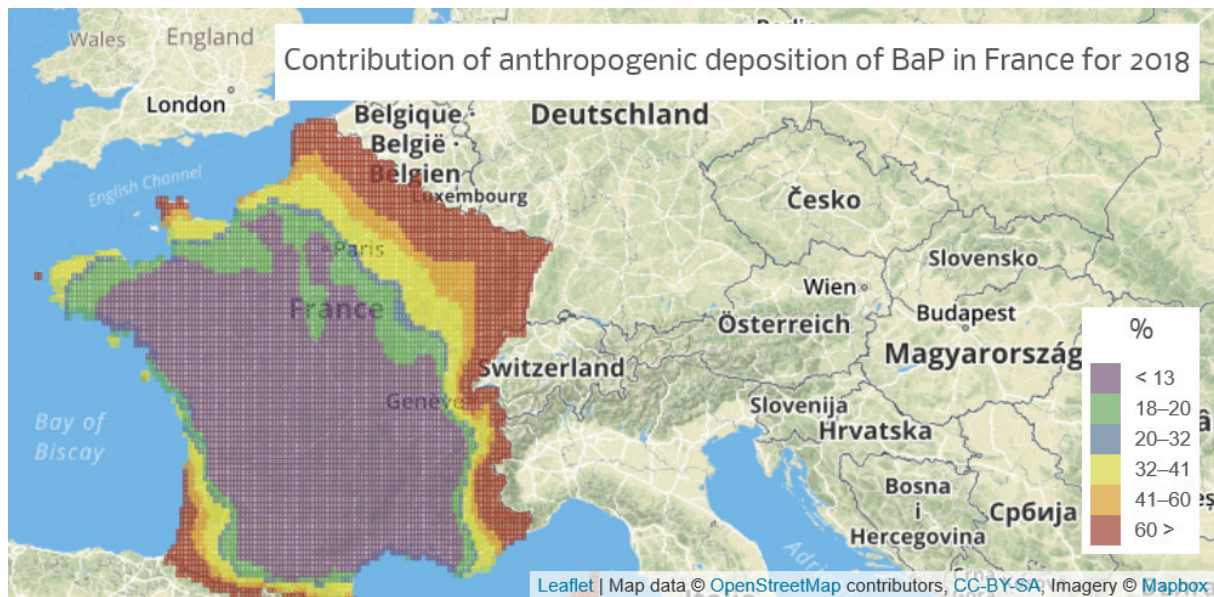 Wales
England
Contribution of anthropogenic deposition of BaP in France for 2018
London
Belgique ·
België ·
Belgien
Deutschland
English Channel
Luxembourg
Česko
Paris
Slovensko
France
Wien
Budapest
Österreich
Magyarország
Switzerland
Genève
Slovenija
Hrvatska
Bay of
Biscay
Bosna
i
Hercegovina
Србија
Adri
%
< 13
18–20
20–32
32–41
41–60
60 >
Leaflet | Map data © OpenStreetMap contributors, CC-BY-SA, Imagery © Mapbox